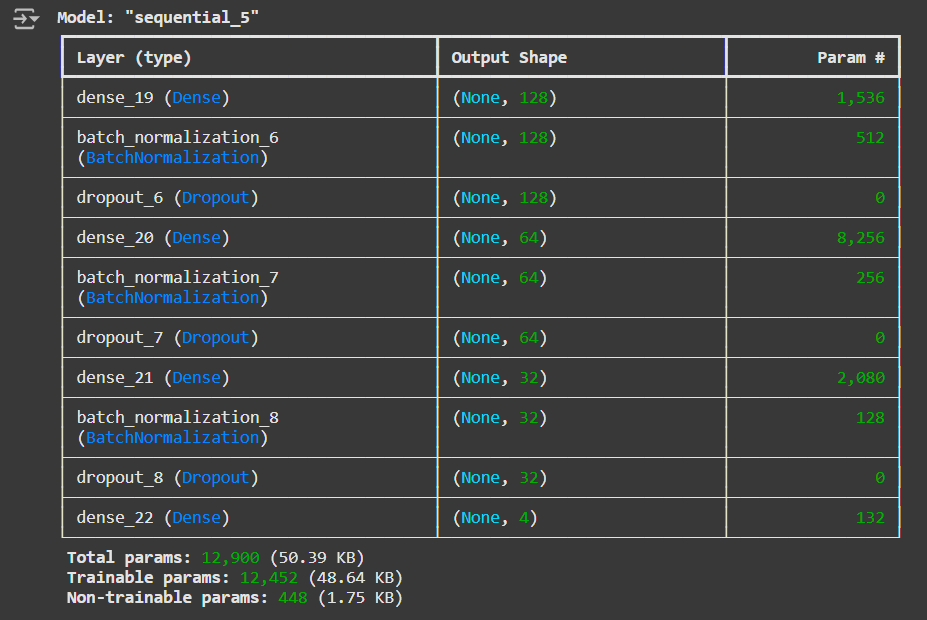 Model: "sequential_5"
Layer (type) Output Shape Param #
dense_19 (Dense) (None, 128) 1,536
batch_normalization_6 (None, 128) 512
(BatchNormalization)
dropout_6 (Dropout) (None, 128) 0
dense_20 (Dense) (None, 64) 8,256
batch_normalization_7 (None, 64) 256
(BatchNormalization)
dropout_7 (Dropout) (None, 64) 0
dense_21 (Dense) (None, 32) 2,080
batch_normalization_8 (None, 32) 128
(BatchNormalization)
dropout_8 (Dropout) (None, 32) 0
dense_22 (Dense) (None, 4) 132
Total params: 12,900 (50.39 KB)
Trainable params: 12,452 (48.64 KB)
Non-trainable params: 448 (1.75 KB)